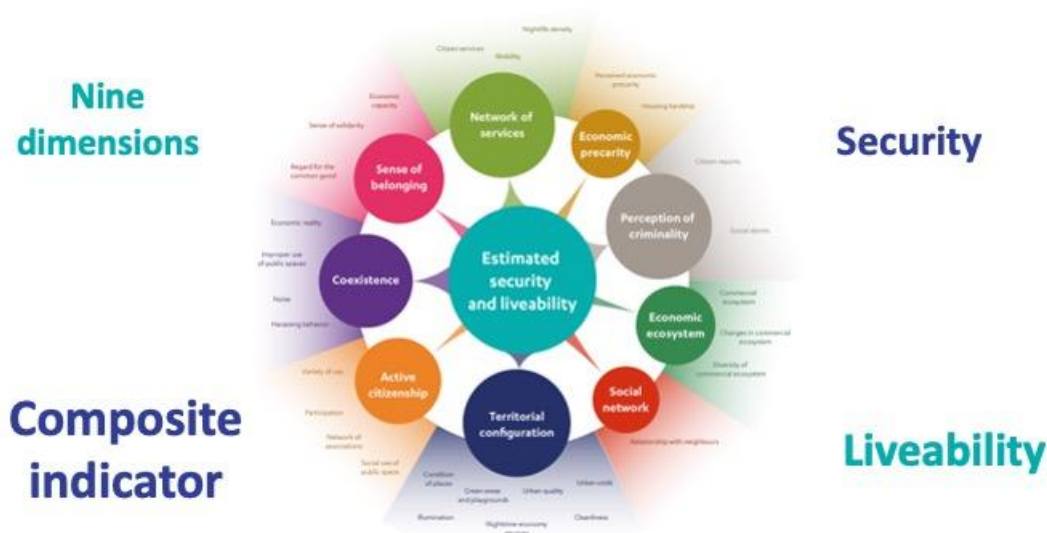 Nine
dimensions
Security
Composite
indicator
Liveability
Estimated
security
and liveability
Network of
services
Nightlife density
Citizen services
Mobility
Economic
precarity
Perceived economic
precarity
Housing hardship
Perception of
criminality
Citizen reports
Economic
ecosystem
Commercial
ecosystem
Changes in commercial
ecosystem
Diversity of
commercial ecosystem
Social
network
Relationship with neighbours
Territorial
configuration
Condition
of places
Green areas
and playgrounds
Urban quality
Urban voids
Illumination
Nighttime economy
Cleanliness
Active
citizenship
Variety of use
Participation
Network of
associations
Social use of
public space
Coexistence
Economic reality
Improper use
of public spaces
Noise
Harassing behavior
Sense of
belonging
Economic
capacity
Sense of solidarity
Regard for the
common good